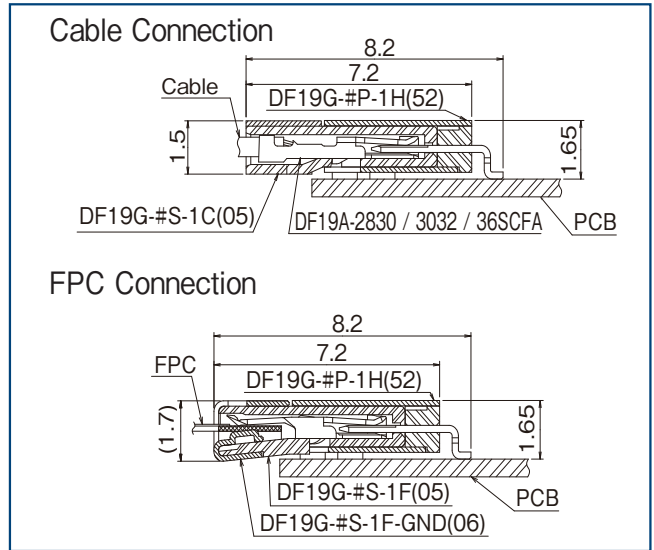 Cable Connection
8.2
7.2
DF19G-#P-1H(52)
Cable
1.5
1.65
DF19G-#S-1C(05)
DF19A-2830 / 3032 / 36SCFA
PCB
FPC Connection
8.2
7.2
FPC
DF19G-#P-1H(52)
(1.7)
1.65
DF19G-#S-1F(05)
PCB
DF19G-#S-1F-GND(06)